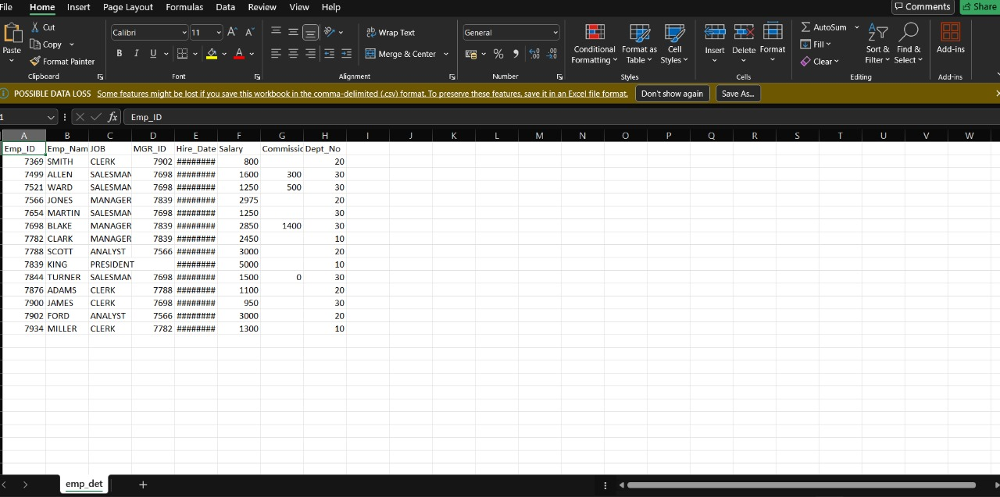 File Home Insert Page Layout Formulas Data Review View Help Comments Share
Cut
Copy
Format Painter
Paste
Clipboard
Calibri 11 A^ A˅
B I U A
Font
Wrap Text
Merge & Center
Alignment
General
% 9
Number
Conditional Formatting
Format as Table
Cell Styles
Styles
Insert Delete Format
Cells
AutoSum
Fill
Clear
Sort & Filter
Find & Select
Editing
Add-ins
Add-ins
POSSIBLE DATA LOSS Some features might be lost if you save this workbook in the comma-delimited (.csv) format. To preserve these features, save it in an Excel file format. Don't show again Save As...
1 fx Emp_ID
A B C D E F G H I J K L M N O P Q R S T U V W
Emp_ID Emp_Nam JOB MGR_ID Hire_Date Salary Commissic Dept_No
7369 SMITH CLERK 7902 ######## 800 20
7499 ALLEN SALESMAN 7698 ######## 1600 300 30
7521 WARD SALESMAN 7698 ######## 1250 500 30
7566 JONES MANAGER 7839 ######## 2975 20
7654 MARTIN SALESMAN 7698 ######## 1250 30
7698 BLAKE MANAGER 7839 ######## 2850 1400 30
7782 CLARK MANAGER 7839 ######## 2450 10
7788 SCOTT ANALYST 7566 ######## 3000 20
7839 KING PRESIDENT ######## 5000 10
7844 TURNER SALESMAN 7698 ######## 1500 0 30
7876 ADAMS CLERK 7788 ######## 1100 20
7900 JAMES CLERK 7698 ######## 950 30
7902 FORD ANALYST 7566 ######## 3000 20
7934 MILLER CLERK 7782 ######## 1300 10
emp_det